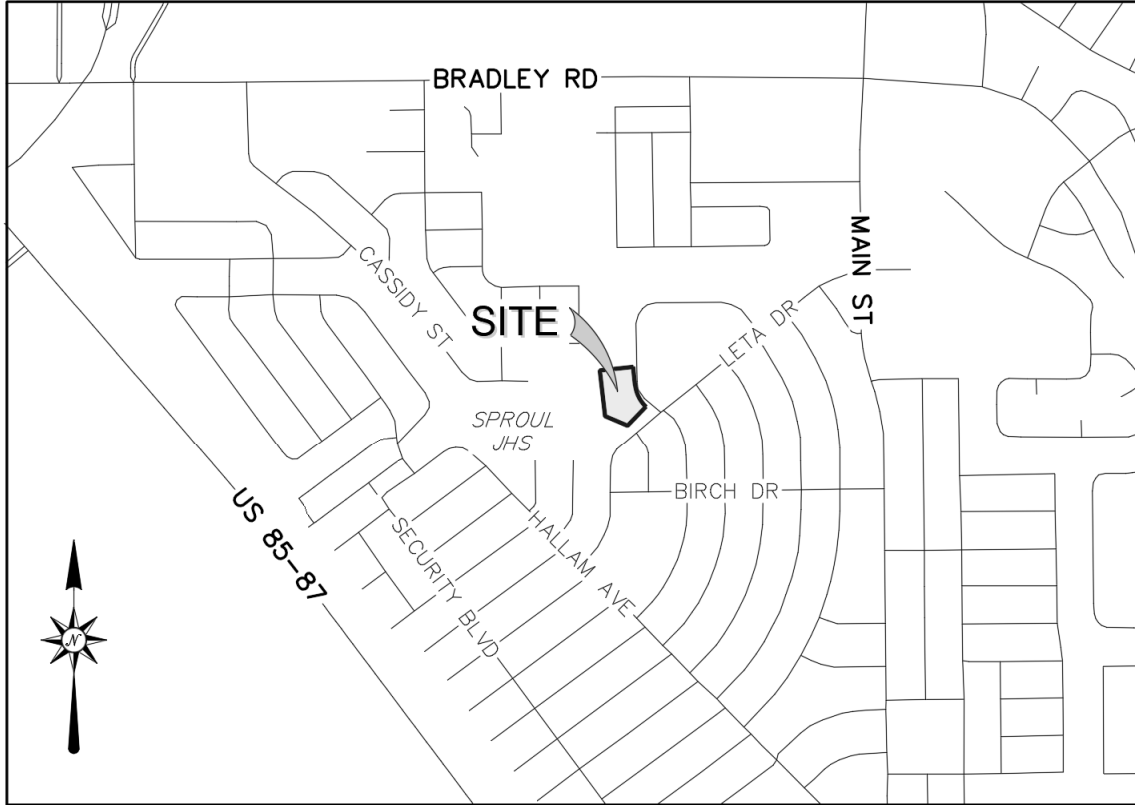 BRADLEY RD
MAIN ST
CASSIDY ST
SITE
LETA DR
SPROUL
JHS
BIRCH DR
US 85-87
HALLAM AVE
SECURITY BLVD
N